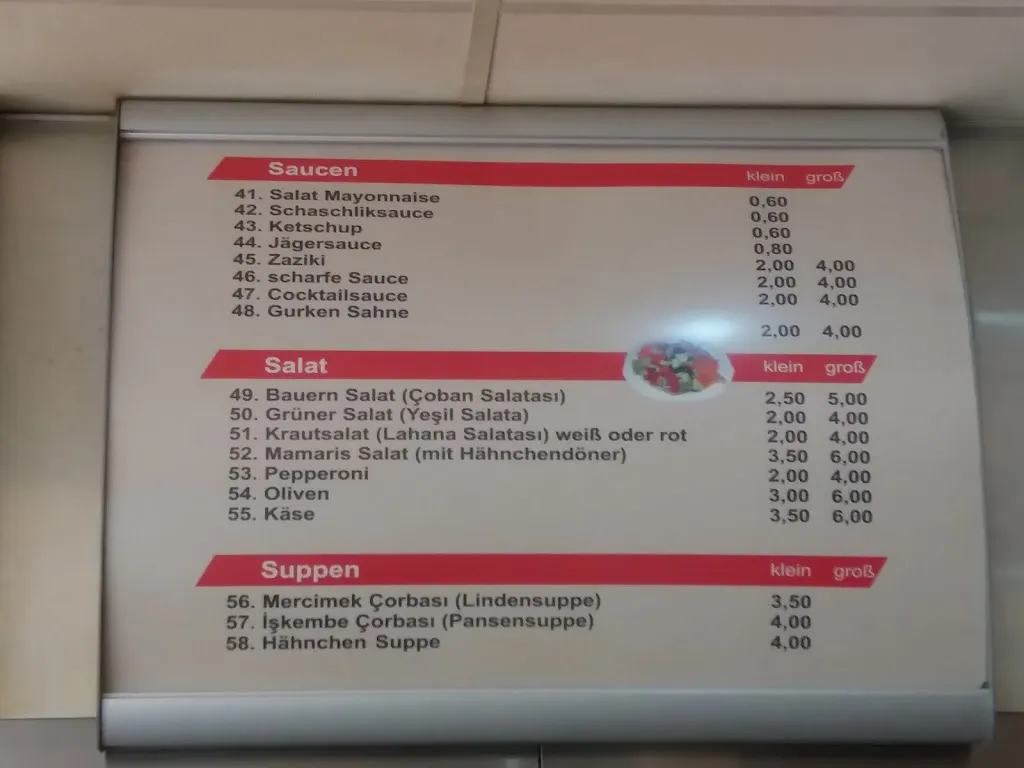 Saucen klein groß
41. Salat Mayonnaise 0,60
42. Schaschliksauce 0,60
43. Ketschup 0,60
44. Jägersauce 0,80
45. Zaziki 2,00 4,00
46. scharfe Sauce 2,00 4,00
47. Cocktailsauce 2,00 4,00
48. Gurken Sahne 2,00 4,00
Salat klein groß
49. Bauern Salat (Çoban Salatası) 2,50 5,00
50. Grüner Salat (Yeşil Salata) 2,00 4,00
51. Krautsalat (Lahana Salatası) weiß oder rot 2,00 4,00
52. Mamaris Salat (mit Hähnchendöner) 3,50 6,00
53. Pepperoni 2,00 4,00
54. Oliven 3,00 6,00
55. Käse 3,50 6,00
Suppen klein groß
56. Mercimek Çorbası (Lindensuppe) 3,50
57. İşkembe Çorbası (Pansensuppe) 4,00
58. Hähnchen Suppe 4,00